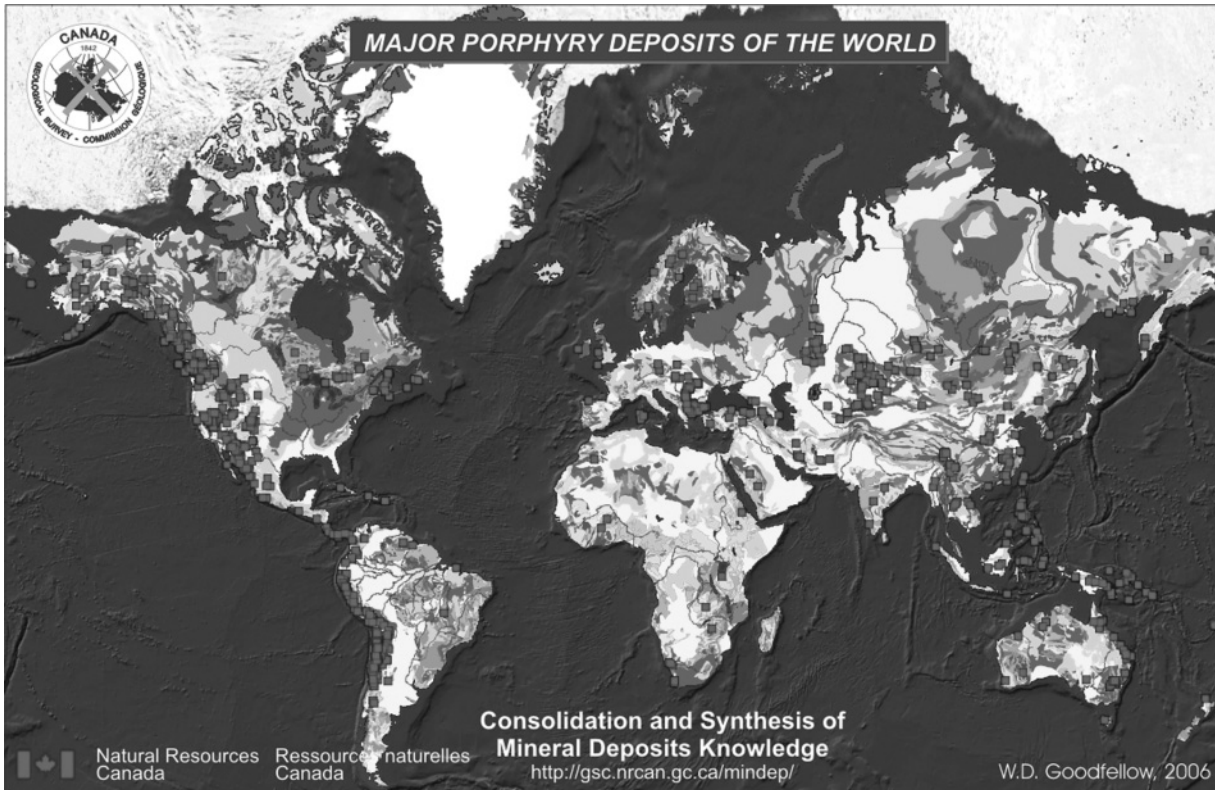 MAJOR PORPHYRY DEPOSITS OF THE WORLD
CANADA
1842
GEOLOGICAL SURVEY - COMMISSION GÉOLOGIQUE
Consolidation and Synthesis of
Mineral Deposits Knowledge
http://gsc.nrcan.gc.ca/mindep/
Natural Resources
Canada
Ressources naturelles
Canada
W.D. Goodfellow, 2006